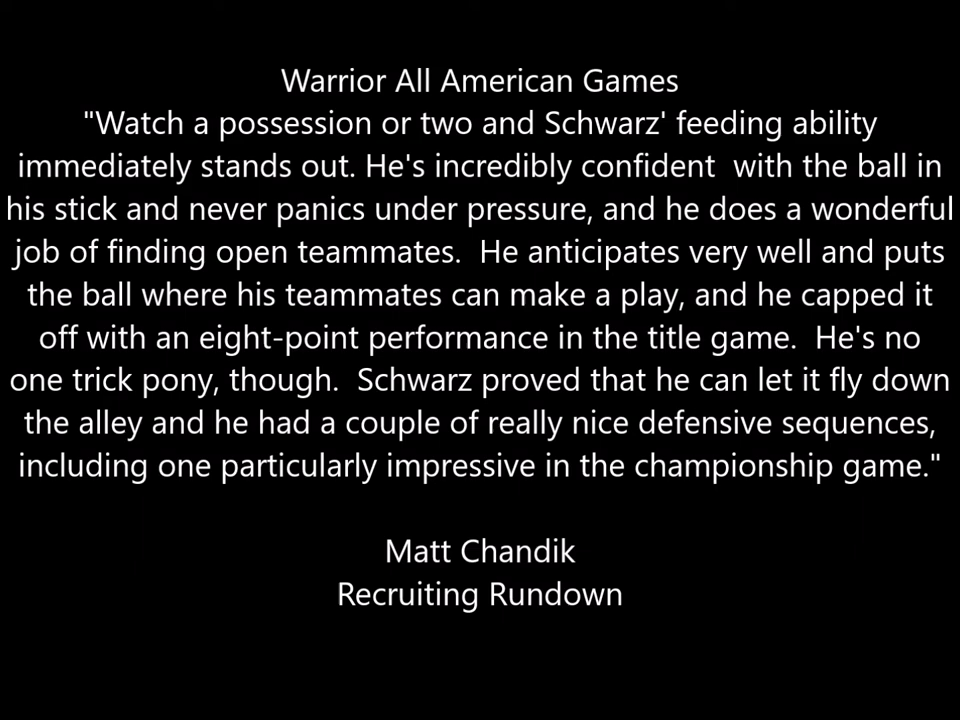 Warrior All American Games
"Watch a possession or two and Schwarz' feeding ability
immediately stands out. He's incredibly confident  with the ball in
his stick and never panics under pressure, and he does a wonderful
job of finding open teammates.  He anticipates very well and puts
the ball where his teammates can make a play, and he capped it
off with an eight-point performance in the title game.  He's no
one trick pony, though.  Schwarz proved that he can let it fly down
the alley and he had a couple of really nice defensive sequences,
including one particularly impressive in the championship game."
Matt Chandik
Recruiting Rundown